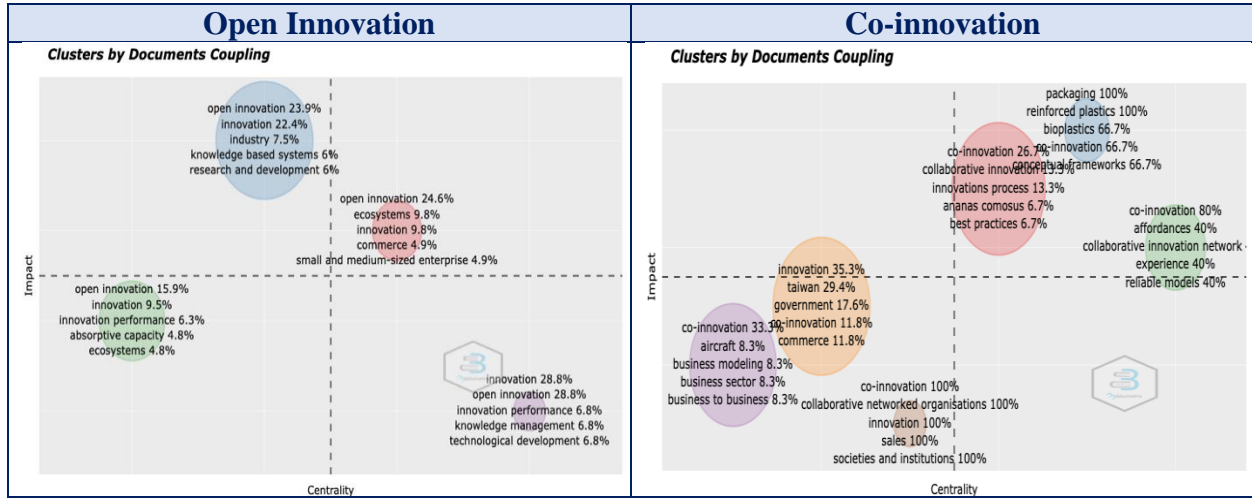 Open Innovation
Co-innovation
Clusters by Documents Coupling
open innovation 23.9%
innovation 22.4%
industry 7.5%
knowledge based systems 6%
research and development 6%
open innovation 24.6%
ecosystems 9.8%
innovation 9.8%
commerce 4.9%
small and medium-sized enterprise 4.9%
open innovation 15.9%
innovation 9.5%
innovation performance 6.3%
absorptive capacity 4.8%
ecosystems 4.8%
innovation 28.8%
open innovation 28.8%
innovation performance 6.8%
knowledge management 6.8%
technological development 6.8%
Impact
Centrality
Clusters by Documents Coupling
packaging 100%
reinforced plastics 100%
bioplastics 66.7%
co-innovation 66.7%
conceptual frameworks 66.7%
co-innovation 26.7%
collaborative innovation 13.3%
innovations process 13.3%
ananas comosus 6.7%
best practices 6.7%
co-innovation 80%
affordances 40%
collaborative innovation network
experience 40%
reliable models 40%
innovation 35.3%
taiwan 29.4%
government 17.6%
co-innovation 11.8%
commerce 11.8%
co-innovation 33.3%
aircraft 8.3%
business modeling 8.3%
business sector 8.3%
business to business 8.3%
co-innovation 100%
collaborative networked organisations 100%
innovation 100%
sales 100%
societies and institutions 100%
Impact
Centrality